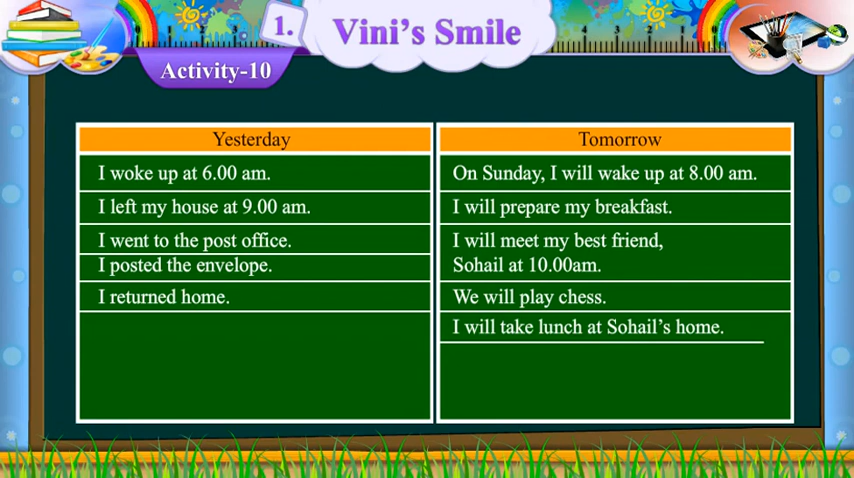 1.
Vini's Smile
Activity-10
Yesterday
I woke up at 6.00 am.
I left my house at 9.00 am.
I went to the post office.
I posted the envelope.
I returned home.
Tomorrow
On Sunday, I will wake up at 8.00 am.
I will prepare my breakfast.
I will meet my best friend,
Sohail at 10.00am.
We will play chess.
I will take lunch at Sohail's home.